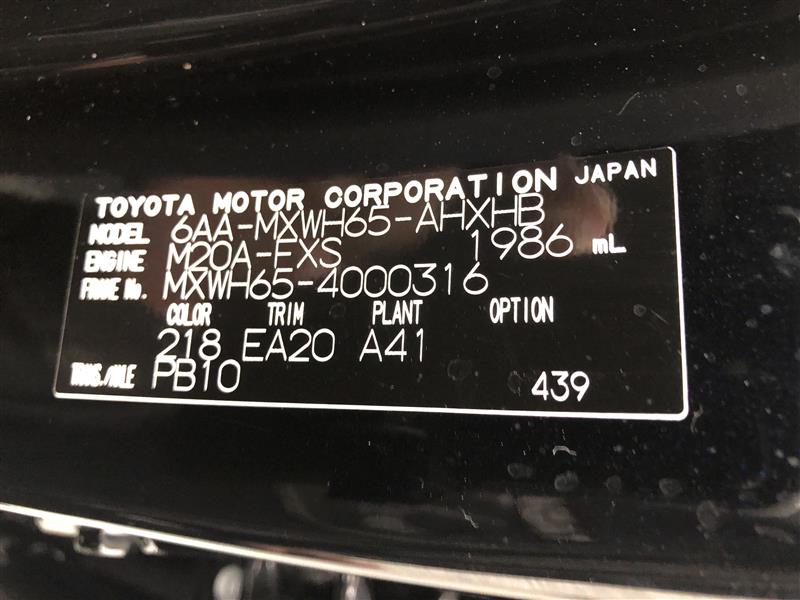 TOYOTA MOTOR CORPORATION JAPAN
MODEL 6AA-MXWH65-AHXHB
ENGINE M20A-FXS 1986 mL
FRAME No. MXWH65-4000316
COLOR TRIM PLANT OPTION
218 EA20 A41
TRANS./AXLE PB10 439